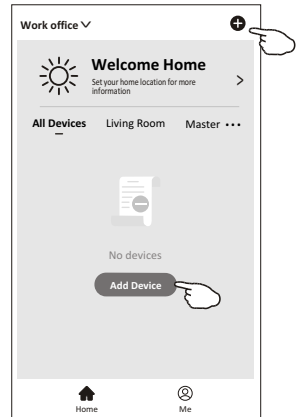 Work office
Welcome Home
Set your home location for more
information
All Devices Living Room Master •••
No devices
Add Device
Home Me